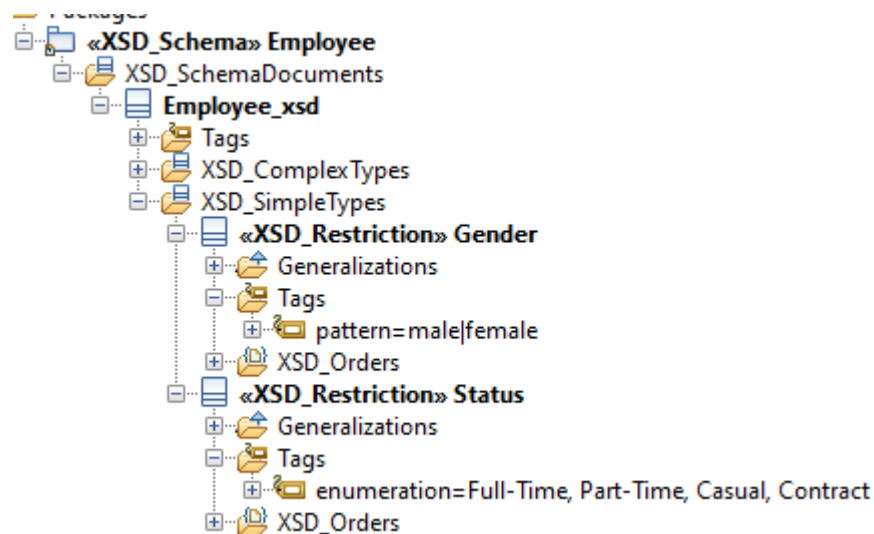 Packages
«XSD_Schema» Employee
XSD_SchemaDocuments
Employee_xsd
Tags
XSD_ComplexTypes
XSD_SimpleTypes
«XSD_Restriction» Gender
Generalizations
Tags
pattern=male|female
XSD_Orders
«XSD_Restriction» Status
Generalizations
Tags
enumeration=Full-Time, Part-Time, Casual, Contract
XSD_Orders